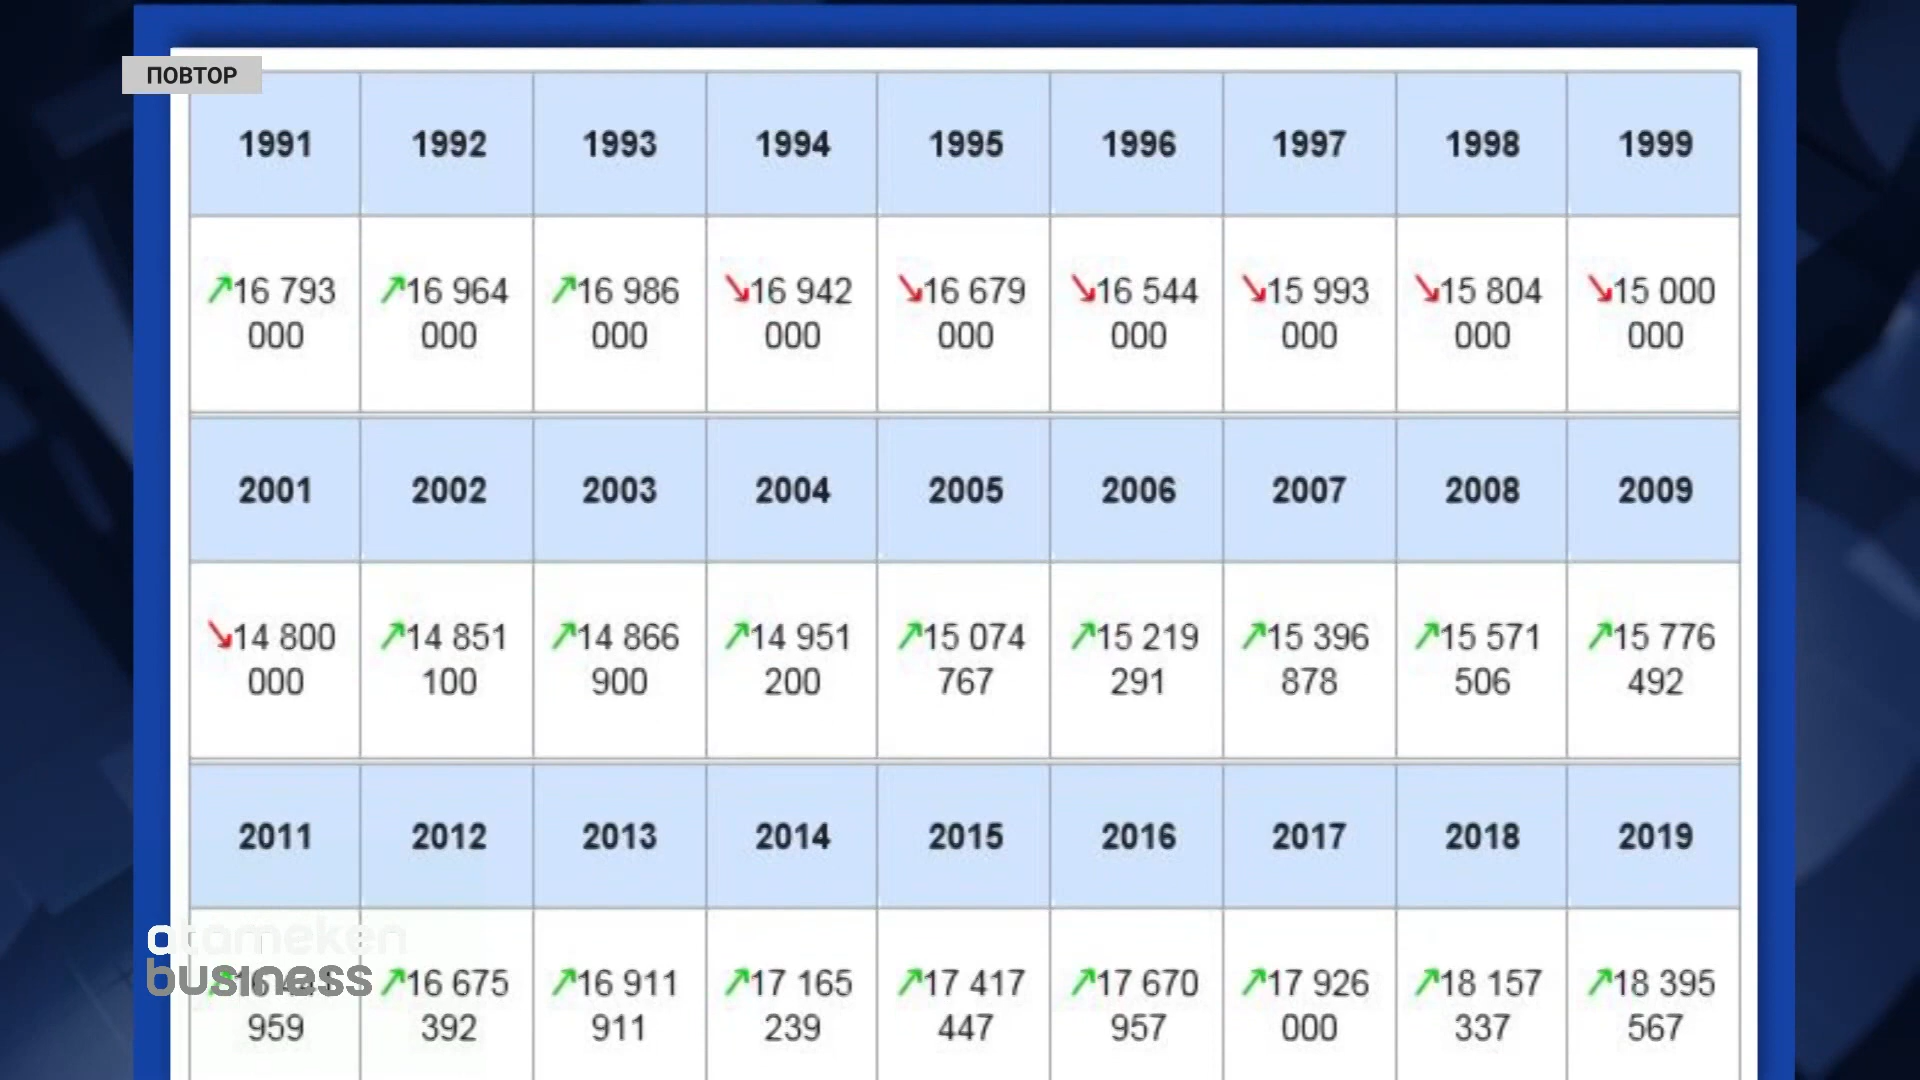 ПОВТОР
1991 1992 1993 1994 1995 1996 1997 1998 1999
16 793 16 964 16 986 16 942 16 679 16 544 15 993 15 804 15 000
000 000 000 000 000 000 000 000 000
2001 2002 2003 2004 2005 2006 2007 2008 2009
14 800 14 851 14 866 14 951 15 074 15 219 15 396 15 571 15 776
000 100 900 200 767 291 878 506 492
2011 2012 2013 2014 2015 2016 2017 2018 2019
atameken
business
16 675 16 911 17 165 17 417 17 670 17 926 18 157 18 395
959 392 911 239 447 957 000 337 567